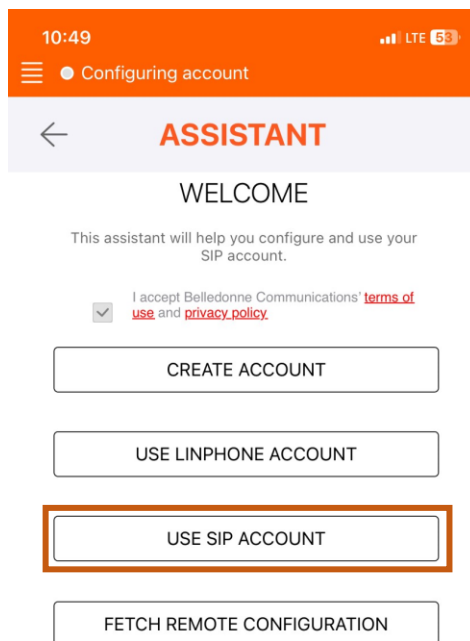 10:49 LTE 53
Configuring account
ASSISTANT
WELCOME
This assistant will help you configure and use your
SIP account.
I accept Belledonne Communications' terms of
use and privacy policy
CREATE ACCOUNT
USE LINPHONE ACCOUNT
USE SIP ACCOUNT
FETCH REMOTE CONFIGURATION